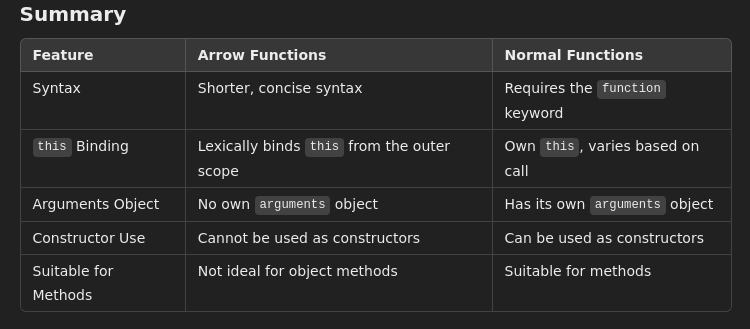 Summary
Feature Arrow Functions Normal Functions
Syntax Shorter, concise syntax Requires the function
keyword
this Binding Lexically binds this from the outer Own this, varies based on
scope call
Arguments Object No own arguments object Has its own arguments object
Constructor Use Cannot be used as constructors Can be used as constructors
Suitable for Not ideal for object methods Suitable for methods
Methods